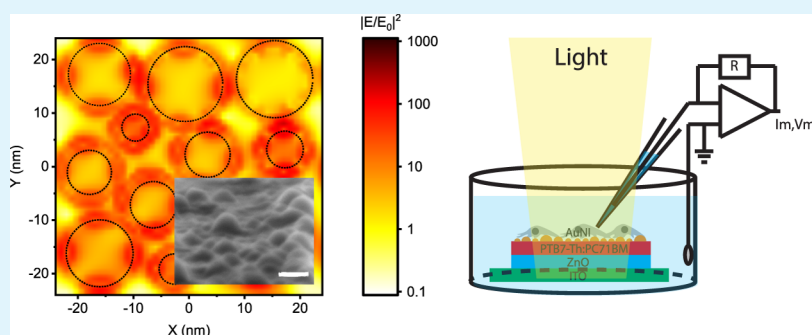 |E/E₀|²
1000
100
10
1
0.1
20
10
0
-10
-20
Y (nm)
-20
-10
0
10
20
X (nm)
Light
R
Im,Vm
AuNI
PTB7-Th:PC71BM
ZnO
ITO